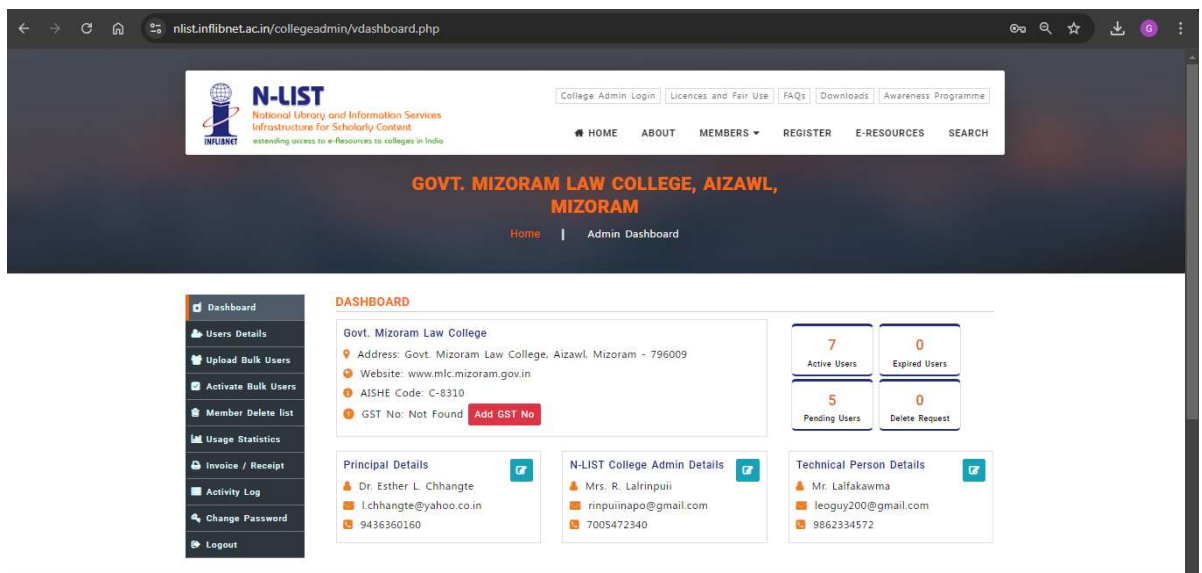 nlist.inflibnet.ac.in/collegeadmin/vdashboard.php
G
INFLIBNET
N-LIST
National Library and Information Services
Infrastructure for Scholarly Content
extending access to e-Resources to colleges in India
College Admin Login Licences and Fair Use FAQs Downloads Awareness Programme
HOME ABOUT MEMBERS REGISTER E-RESOURCES SEARCH
GOVT. MIZORAM LAW COLLEGE, AIZAWL,
MIZORAM
Home | Admin Dashboard
Dashboard
Users Details
Upload Bulk Users
Activate Bulk Users
Member Delete list
Usage Statistics
Invoice / Receipt
Activity Log
Change Password
Logout
DASHBOARD
Govt. Mizoram Law College
Address: Govt. Mizoram Law College, Aizawl, Mizoram - 796009
Website: www.mlc.mizoram.gov.in
AISHE Code: C-8310
GST No: Not Found Add GST No
7
Active Users
0
Expired Users
5
Pending Users
0
Delete Request
Principal Details
Dr. Esther L. Chhangte
l.chhangte@yahoo.co.in
9436360160
N-LIST College Admin Details
Mrs. R. Lalrinpuii
rinpuiinapo@gmail.com
7005472340
Technical Person Details
Mr. Lalfakawma
leoguy200@gmail.com
9862334572